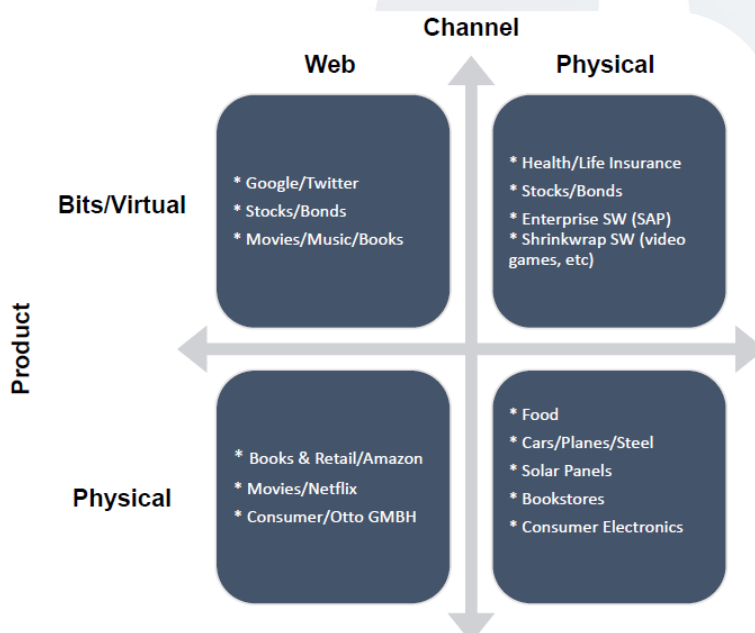 Channel
Web
Physical
Product
Bits/Virtual
* Google/Twitter
* Stocks/Bonds
* Movies/Music/Books
* Health/Life Insurance
* Stocks/Bonds
* Enterprise SW (SAP)
* Shrinkwrap SW (video
games, etc)
Physical
* Books & Retail/Amazon
* Movies/Netflix
* Consumer/Otto GMBH
* Food
* Cars/Planes/Steel
* Solar Panels
* Bookstores
* Consumer Electronics